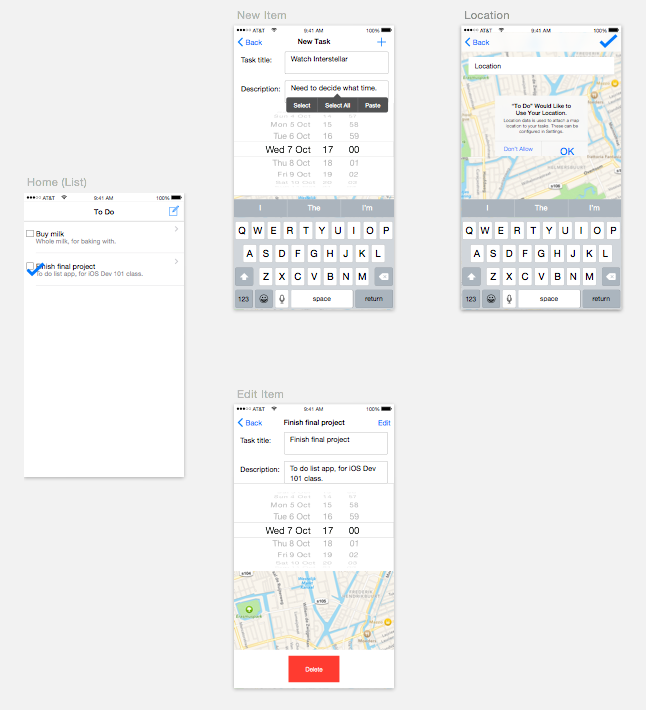 New Item
AT&T 9:41 AM 100%
Back New Task +
Task title: Watch Interstellar
Description: Need to decide what time.
Select Select All Paste
Mon 5 Oct 15 58
Tue 6 Oct 16 59
Wed 7 Oct 17 00
Thu 8 Oct 18 01
Fri 9 Oct 19 02
Sat 10 Oct 20 03
I The I'm
Q W E R T Y U I O P
A S D F G H J K L
Z X C V B N M
123 space return
Location
AT&T 9:41 AM 100%
Back
Location
"To Do" Would Like to
Use Your Location.
Location data is used to attach a map
location to your tasks. These can be
configured in Settings.
Don't Allow OK
Q W E R T Y U I O P
A S D F G H J K L
Z X C V B N M
123 space return
Home (List)
AT&T 9:41 AM 100%
To Do
Buy milk
Whole milk, for baking with.
Finish final project
To do list app, for iOS Dev 101 class.
Edit Item
AT&T 9:41 AM 100%
Back Finish final project Edit
Task title: Finish final project
Description: To do list app, for iOS Dev
101 class.
Mon 5 Oct 15 58
Tue 6 Oct 16 59
Wed 7 Oct 17 00
Thu 8 Oct 18 01
Fri 9 Oct 19 02
Sat 10 Oct 20 03
s100
Delete